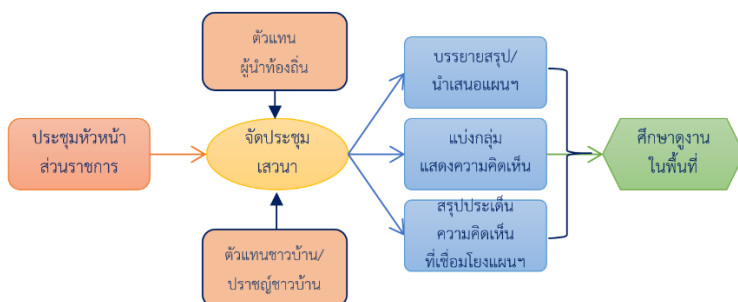 ตัวแทน
ผู้นำท้องถิ่น
ประชุมหัวหน้า
ส่วนราชการ
จัดประชุม
เสวนา
ตัวแทนชาวบ้าน/
ปราชญ์ชาวบ้าน
บรรยายสรุป/
นำเสนอแผนฯ
แบ่งกลุ่ม
แสดงความคิดเห็น
สรุปประเด็น
ความคิดเห็น
ที่เชื่อมโยงแผนฯ
ศึกษาดูงาน
ในพื้นที่